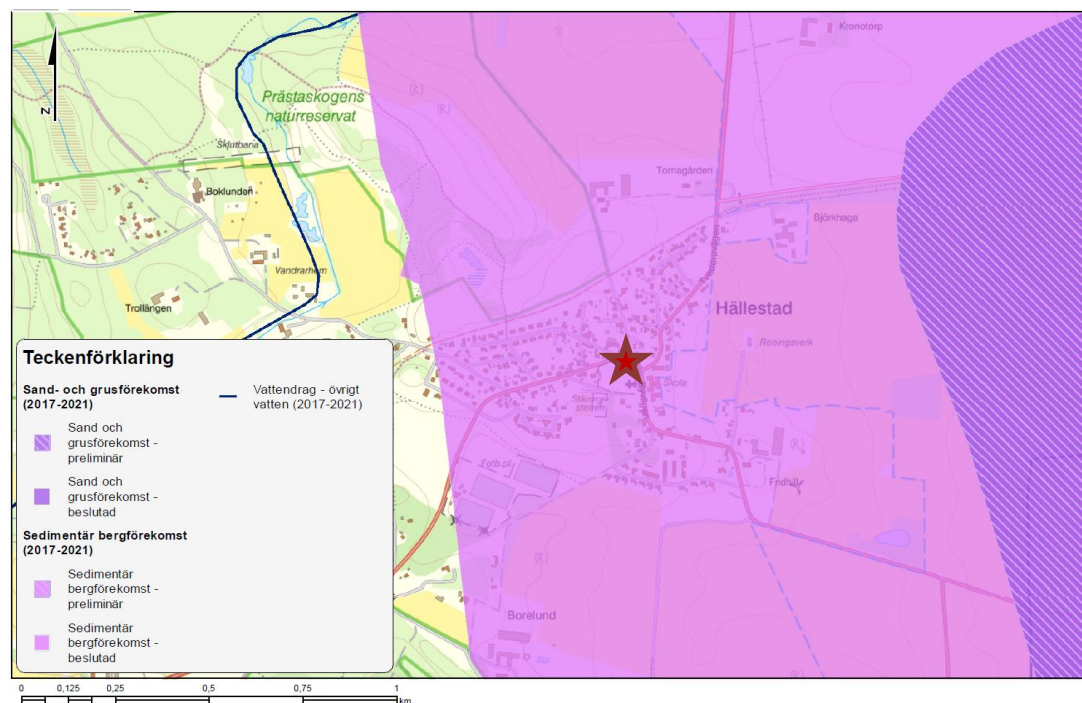 Kronotorp
Prästaskogens
naturreservat
Skjutbana
Tornagården
Boklunden
Björkhaga
Vandrarhem
Trollängen
Hällestad
Reningsverk
Skola
Fotb.pl
Fridhill
Borelund
(R)
(R)
(R)
(R)
(R)
N
Teckenförklaring
Sand- och grusförekomst
(2017-2021)
Sand och
grusförekomst -
preliminär
Sand och
grusförekomst -
beslutad
Sedimentär bergförekomst
(2017-2021)
Sedimentär
bergförekomst -
preliminär
Sedimentär
bergförekomst -
beslutad
Vattendrag - övrigt
vatten (2017-2021)
0 0,125 0,25 0,5 0,75 1
km